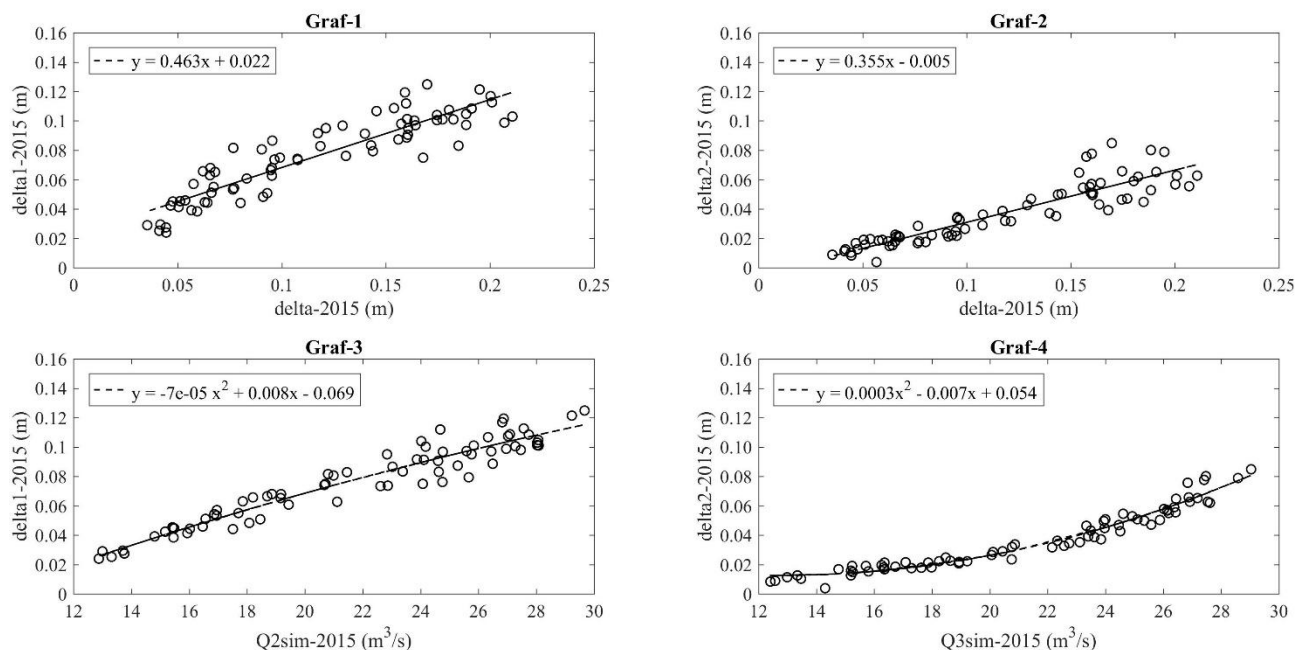 Graf-1
0.16
0.14
0.12
0.1
0.08
0.06
0.04
0.02
0
delta1-2015 (m)
y = 0.463x + 0.022
0 0.05 0.1 0.15 0.2 0.25
delta-2015 (m)
Graf-2
0.16
0.14
0.12
0.1
0.08
0.06
0.04
0.02
0
delta2-2015 (m)
y = 0.355x - 0.005
0 0.05 0.1 0.15 0.2 0.25
delta-2015 (m)
Graf-3
0.16
0.14
0.12
0.1
0.08
0.06
0.04
0.02
0
delta1-2015 (m)
y = -7e-05 x² + 0.008x - 0.069
12 14 16 18 20 22 24 26 28 30
Q2sim-2015 (m³/s)
Graf-4
0.16
0.14
0.12
0.1
0.08
0.06
0.04
0.02
0
delta2-2015 (m)
y = 0.0003x² - 0.007x + 0.054
12 14 16 18 20 22 24 26 28 30
Q3sim-2015 (m³/s)